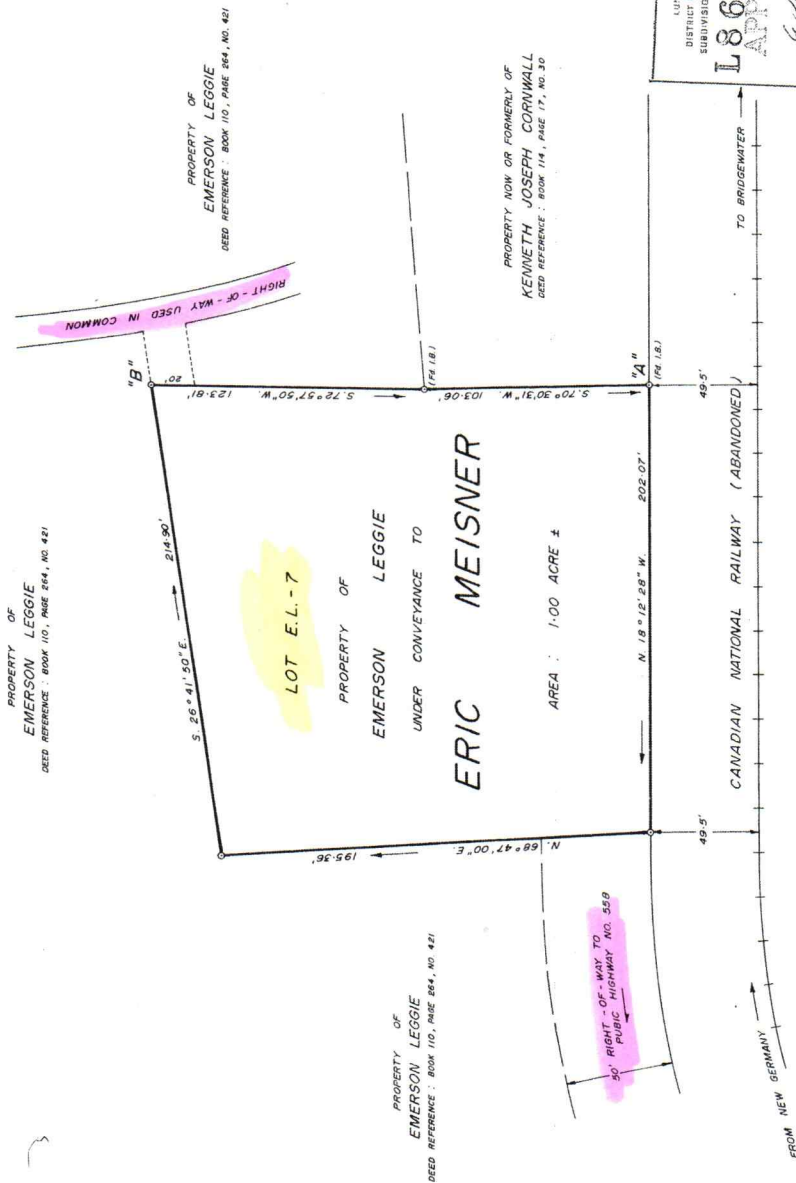 PROPERTY OF
EMERSON LEGGIE
DEED REFERENCE : BOOK 110, PAGE 264, NO. 421
PROPERTY OF
EMERSON LEGGIE
DEED REFERENCE : BOOK 110, PAGE 264, NO. 421
RIGHT-OF-WAY USED IN COMMON
"B"
20'
S. 26° 41' 50" E.
214.90'
S. 72° 57' 50" W.
123.81'
(Fd. I.B.)
S. 70° 30' 31" W.
103.06'
"A"
(Fd. I.B.)
LOT E.L.-7
PROPERTY OF
EMERSON LEGGIE
UNDER CONVEYANCE TO
ERIC MEISNER
AREA : 1.00 ACRE ±
N. 68° 47' 00" E.
195.36'
N. 18° 12' 28" W.
202.07'
PROPERTY NOW OR FORMERLY OF
KENNETH JOSEPH CORNWALL
DEED REFERENCE : BOOK 114, PAGE 17, NO. 30
PROPERTY OF
EMERSON LEGGIE
DEED REFERENCE : BOOK 110, PAGE 264, NO. 421
50' RIGHT-OF-WAY TO
PUBIC HIGHWAY NO. 558
49.5'
49.5'
CANADIAN NATIONAL RAILWAY (ABANDONED)
FROM NEW GERMANY
TO BRIDGEWATER
DISTRICT
SUBDIVISIO
L86
APP